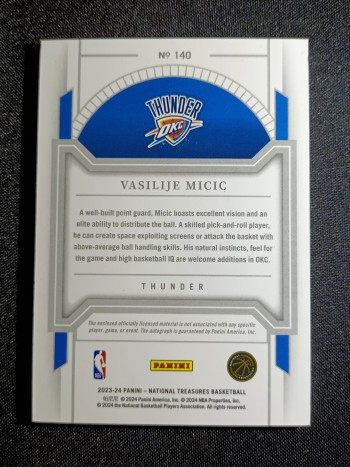 Nº 140
THUNDER
OKC
VASILIJE MICIC
A well-built point guard, Micic boasts excellent vision and an
elite ability to distribute the ball. A skilled pick-and-roll player,
he can create space exploiting screens or attack the basket with
above-average ball handling skills. His natural instincts, feel for
the game and high basketball IQ are welcome additions in OKC.
THUNDER
The enclosed officially licensed material is not associated with any specific
player, game, or event. The autograph is guaranteed by Panini America, Inc.
PANINI
2023-24 PANINI – NATIONAL TREASURES BASKETBALL
帕尼尼 © 2024 Panini America, Inc. © 2024 NBA Properties, Inc.
© 2024 the National Basketball Players Association. All rights reserved.